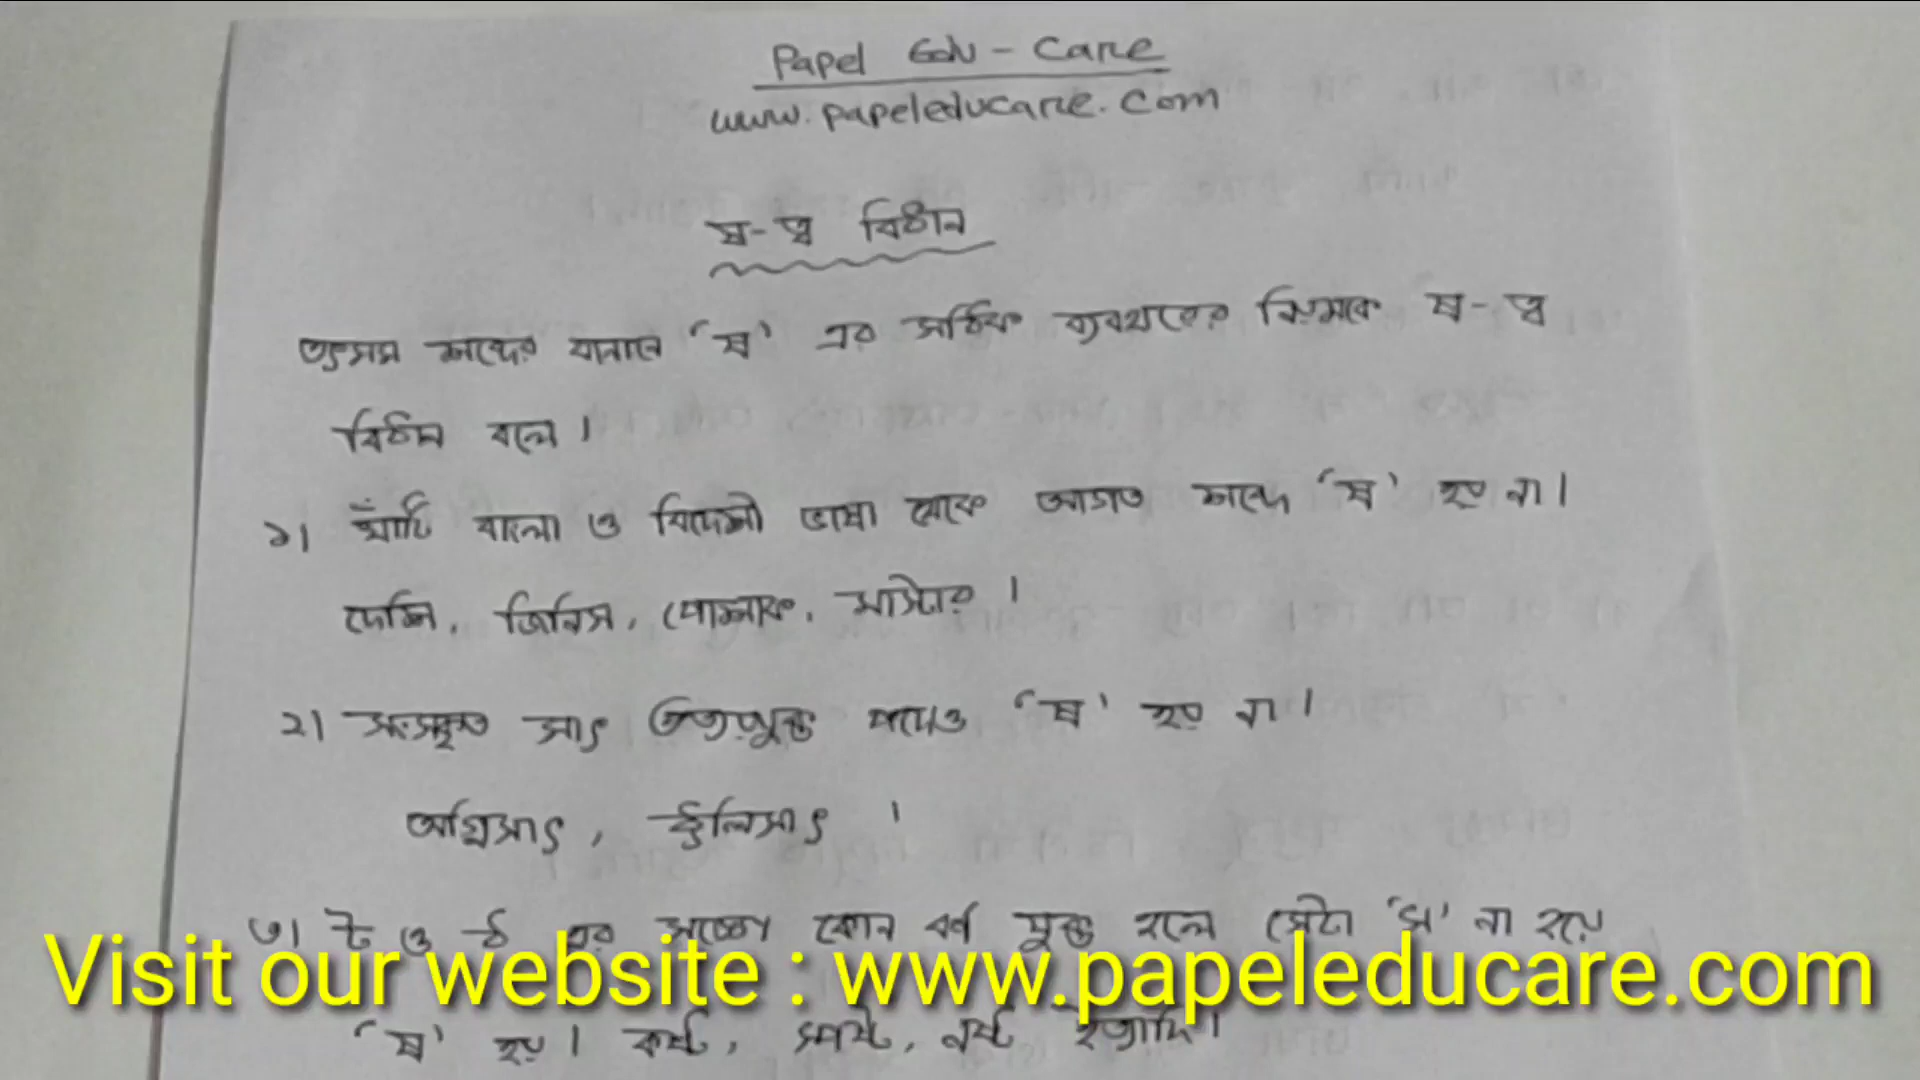 Papel Edu - Care
www.papeleducare.com
ষ-ত্ব বিধান
তৎসম শব্দের বানানে 'ষ' এর সঠিক ব্যবহারের নিয়মকে ষ-ত্ব
বিধান বলে।
১। খাঁটি বাংলা ও বিদেশী ভাষা থেকে আগত শব্দে 'ষ' হয় না।
দেশি, জিনিস, পোশাক, মাস্টার।
২। সংস্কৃত সাৎ প্রত্যয়যুক্ত পদেও 'ষ' হয় না।
অগ্নিসাৎ, ধুলিসাৎ ।
৩। ট ও ঠ এর সঙ্গে কোন বর্ণ যুক্ত হলে সেটা 'স' না হয়ে
Visit our website : www.papeleducare.com
'ষ' হয়। কষ্ট, স্পষ্ট, নষ্ট ইত্যাদি।